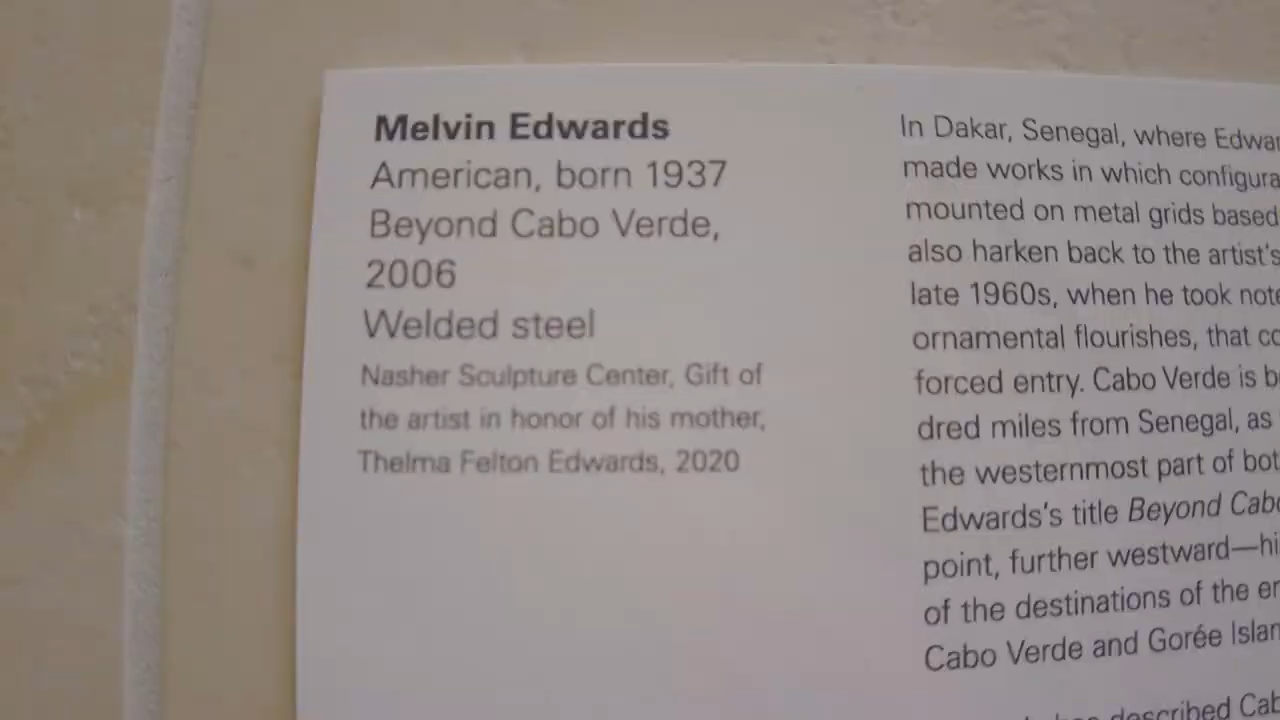 Melvin Edwards
American, born 1937
Beyond Cabo Verde,
2006
Welded steel
Nasher Sculpture Center, Gift of
the artist in honor of his mother,
Thelma Felton Edwards, 2020
In Dakar, Senegal, where
made works in which
mounted on metal grids based
also harken back to the artist's
late 1960s, when he took
ornamental flourishes, that
forced entry. Cabo Verde is
dred miles from Senegal, as
the westernmost part of
Edwards's title Beyond
point, further westward—
of the destinations of the
Cabo Verde and Gorée
described